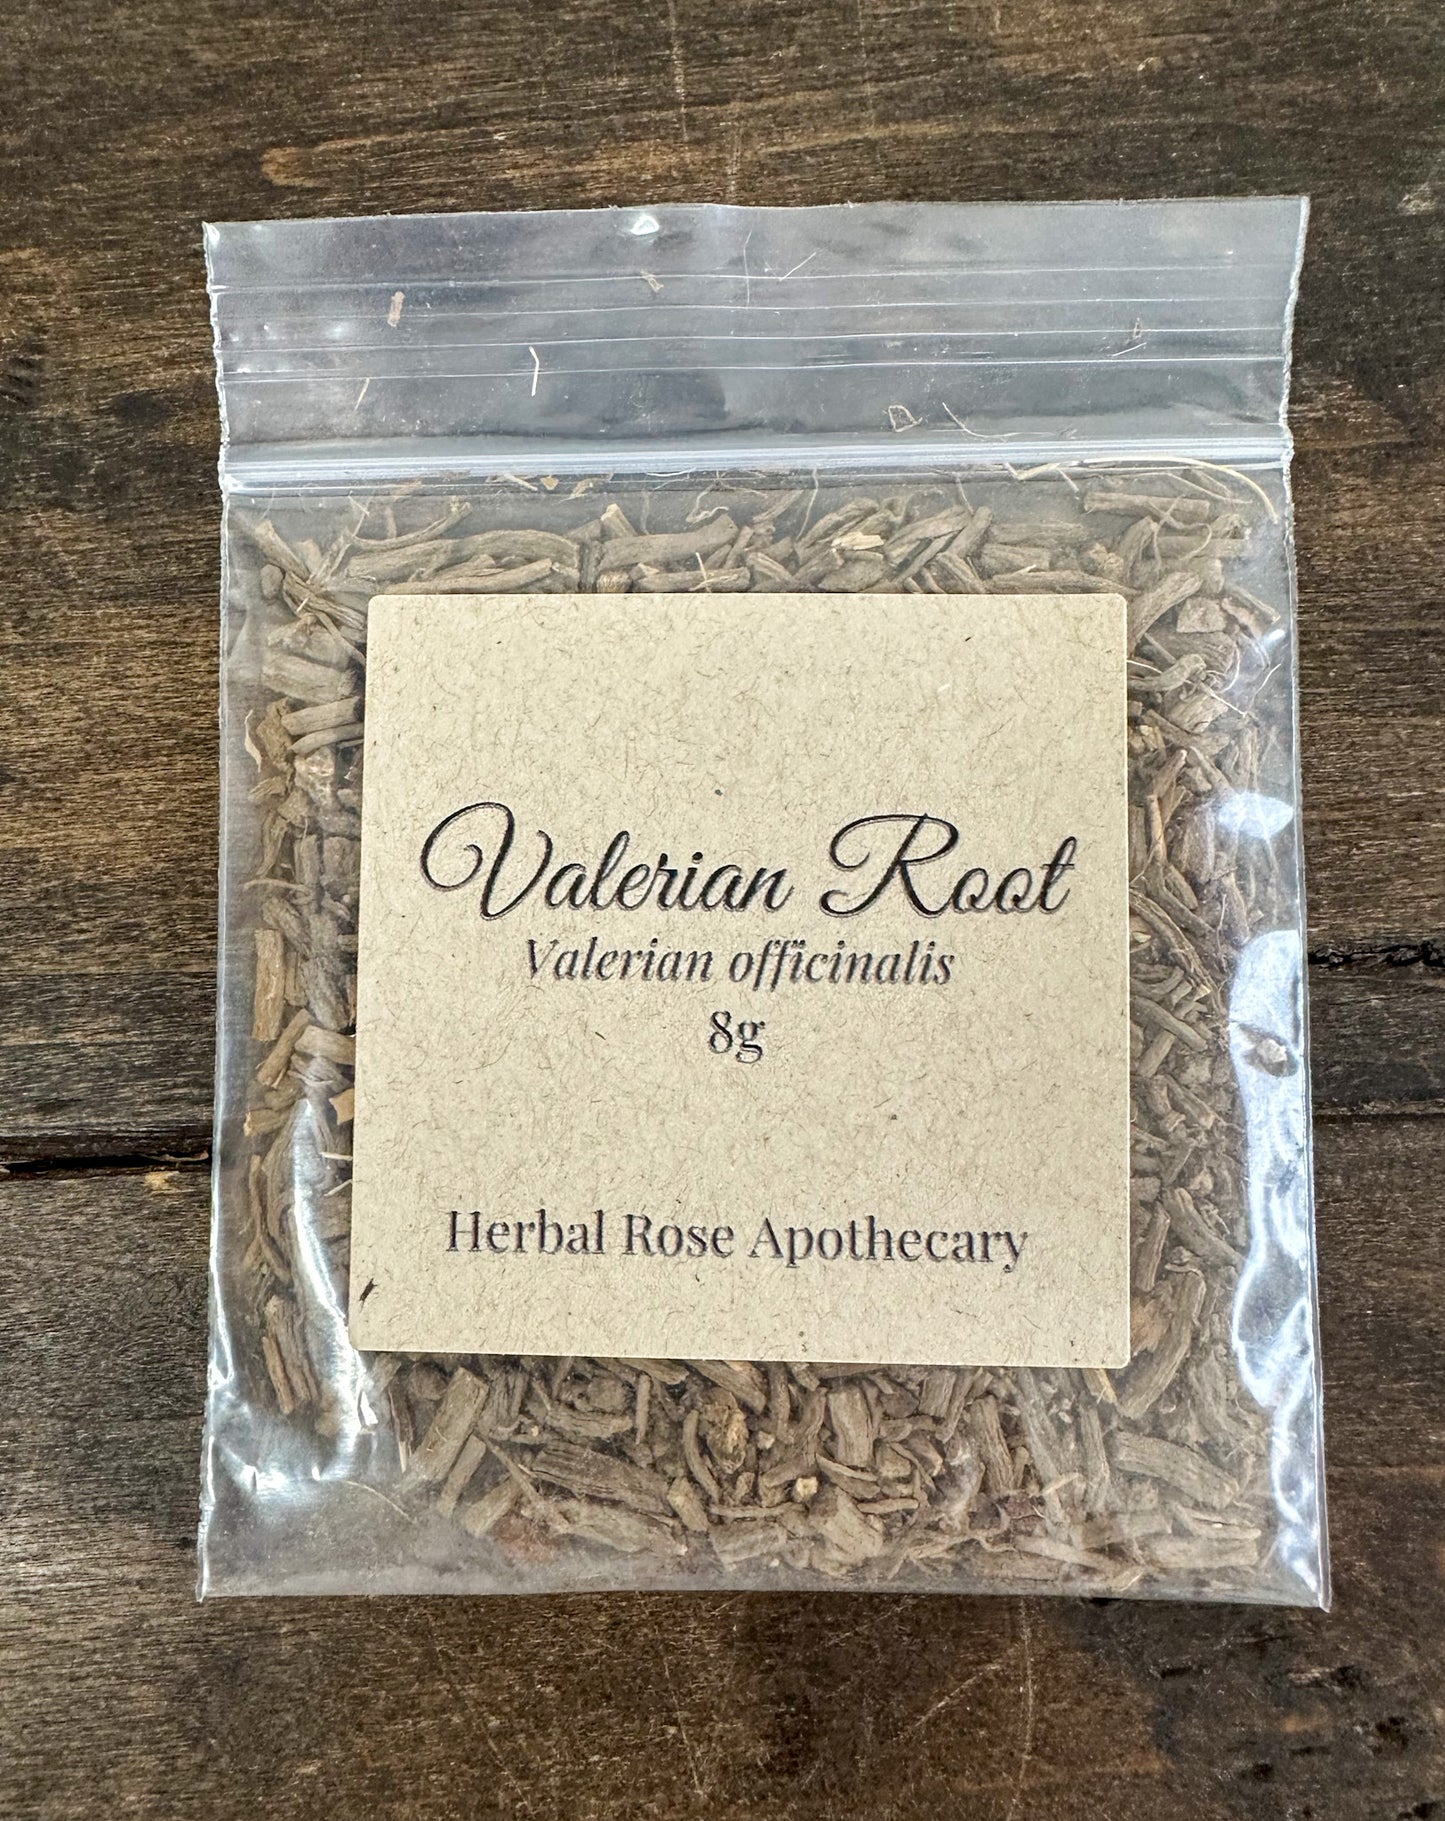 Valerian Root
Valerian officinalis
8g
Herbal Rose Apothecary